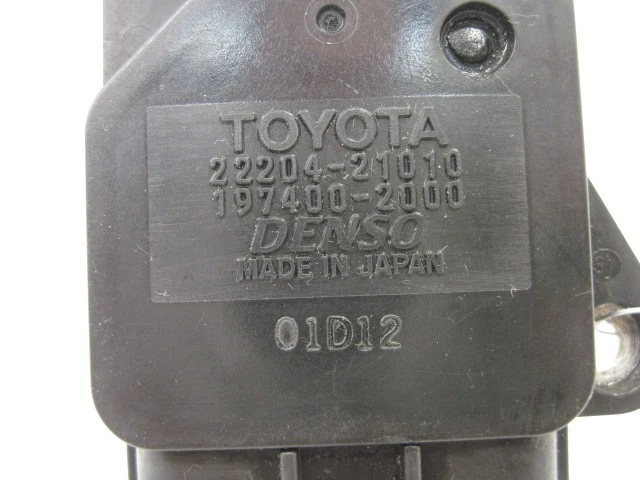 TOYOTA
22204-21010
197400-2000
DENSO
MADE IN JAPAN
01D12